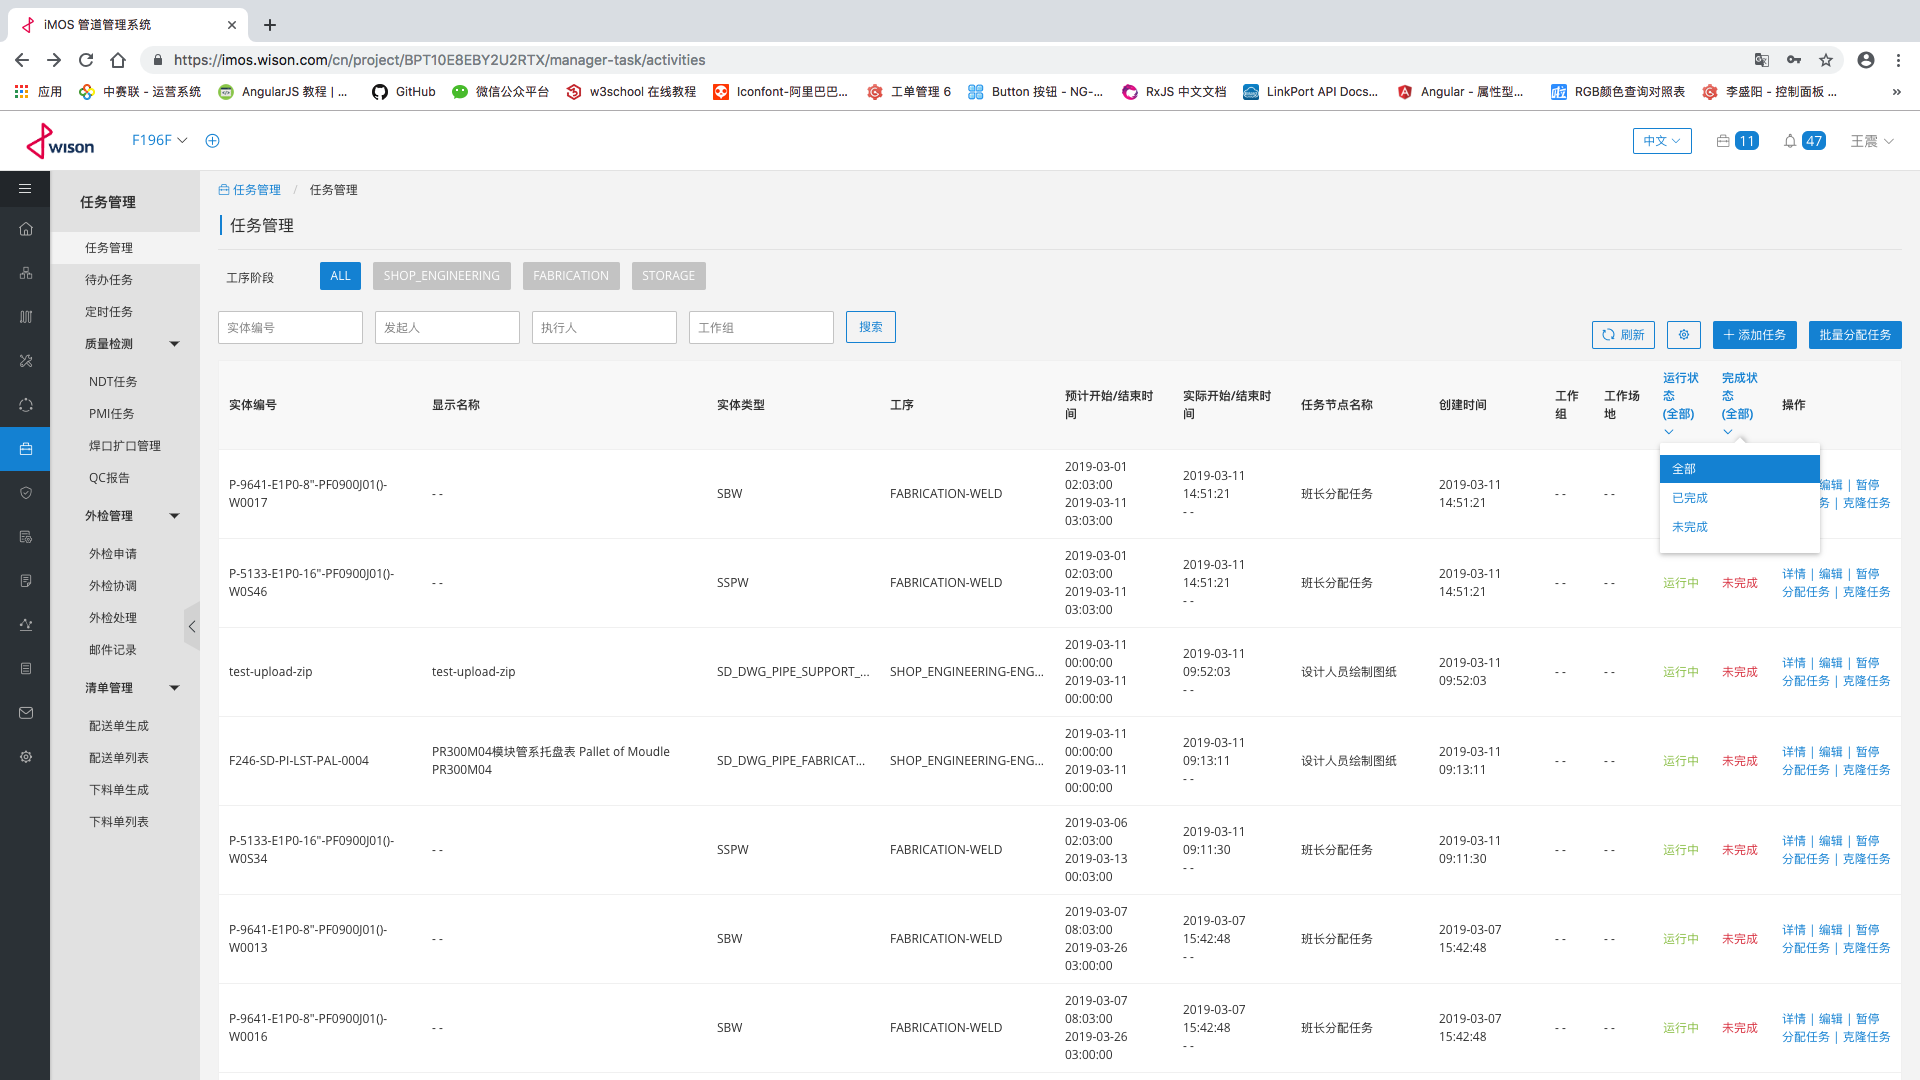 iMOS 管道管理系统
https://imos.wison.com/cn/project/BPT10E8EBY2U2RTX/manager-task/activities
应用 中赛联 - 运营系统 AngularJS 教程 | ... GitHub 微信公众平台 w3school 在线教程 Iconfont-阿里巴巴... 工单管理 6 Button 按钮 - NG-... RxJS 中文文档 LinkPort API Docs... Angular - 属性型... RGB颜色查询对照表 李盛阳 - 控制面板 ... »
wison F196F 中文 11 47 王震
任务管理
任务管理
待办任务
定时任务
质量检测
NDT任务
PMI任务
焊口扩口管理
QC报告
外检管理
外检申请
外检协调
外检处理
邮件记录
清单管理
配送单生成
配送单列表
下料单生成
下料单列表
任务管理 / 任务管理
任务管理
工序阶段 ALL SHOP_ENGINEERING FABRICATION STORAGE
实体编号 发起人 执行人 工作组 搜索
刷新 添加任务 批量分配任务
实体编号 显示名称 实体类型 工序 预计开始/结束时间 实际开始/结束时间 任务节点名称 创建时间 工作组 工作场地 运行状态(全部) 完成状态(全部) 操作
全部
已完成
未完成
P-9641-E1P0-8"-PF0900J01()-W0017 - - SBW FABRICATION-WELD 2019-03-01 02:03:00 2019-03-11 03:03:00 2019-03-11 14:51:21 - - 班长分配任务 2019-03-11 14:51:21 - - - - 编辑 | 暂停 务 | 克隆任务
P-5133-E1P0-16"-PF0900J01()-W0S46 - - SSPW FABRICATION-WELD 2019-03-01 02:03:00 2019-03-11 03:03:00 2019-03-11 14:51:21 - - 班长分配任务 2019-03-11 14:51:21 - - - - 运行中 未完成 详情 | 编辑 | 暂停 分配任务 | 克隆任务
test-upload-zip test-upload-zip SD_DWG_PIPE_SUPPORT_... SHOP_ENGINEERING-ENG... 2019-03-11 00:00:00 2019-03-11 00:00:00 2019-03-11 09:52:03 - - 设计人员绘制图纸 2019-03-11 09:52:03 - - - - 运行中 未完成 详情 | 编辑 | 暂停 分配任务 | 克隆任务
F246-SD-PI-LST-PAL-0004 PR300M04模块管系托盘表 Pallet of Moudle PR300M04 SD_DWG_PIPE_FABRICAT... SHOP_ENGINEERING-ENG... 2019-03-11 00:00:00 2019-03-11 00:00:00 2019-03-11 09:13:11 - - 设计人员绘制图纸 2019-03-11 09:13:11 - - - - 运行中 未完成 详情 | 编辑 | 暂停 分配任务 | 克隆任务
P-5133-E1P0-16"-PF0900J01()-W0S34 - - SSPW FABRICATION-WELD 2019-03-06 02:03:00 2019-03-13 00:03:00 2019-03-11 09:11:30 - - 班长分配任务 2019-03-11 09:11:30 - - - - 运行中 未完成 详情 | 编辑 | 暂停 分配任务 | 克隆任务
P-9641-E1P0-8"-PF0900J01()-W0013 - - SBW FABRICATION-WELD 2019-03-07 08:03:00 2019-03-26 03:00:00 2019-03-07 15:42:48 - - 班长分配任务 2019-03-07 15:42:48 - - - - 运行中 未完成 详情 | 编辑 | 暂停 分配任务 | 克隆任务
P-9641-E1P0-8"-PF0900J01()-W0016 - - SBW FABRICATION-WELD 2019-03-07 08:03:00 2019-03-26 03:00:00 2019-03-07 15:42:48 - - 班长分配任务 2019-03-07 15:42:48 - - - - 运行中 未完成 详情 | 编辑 | 暂停 分配任务 | 克隆任务